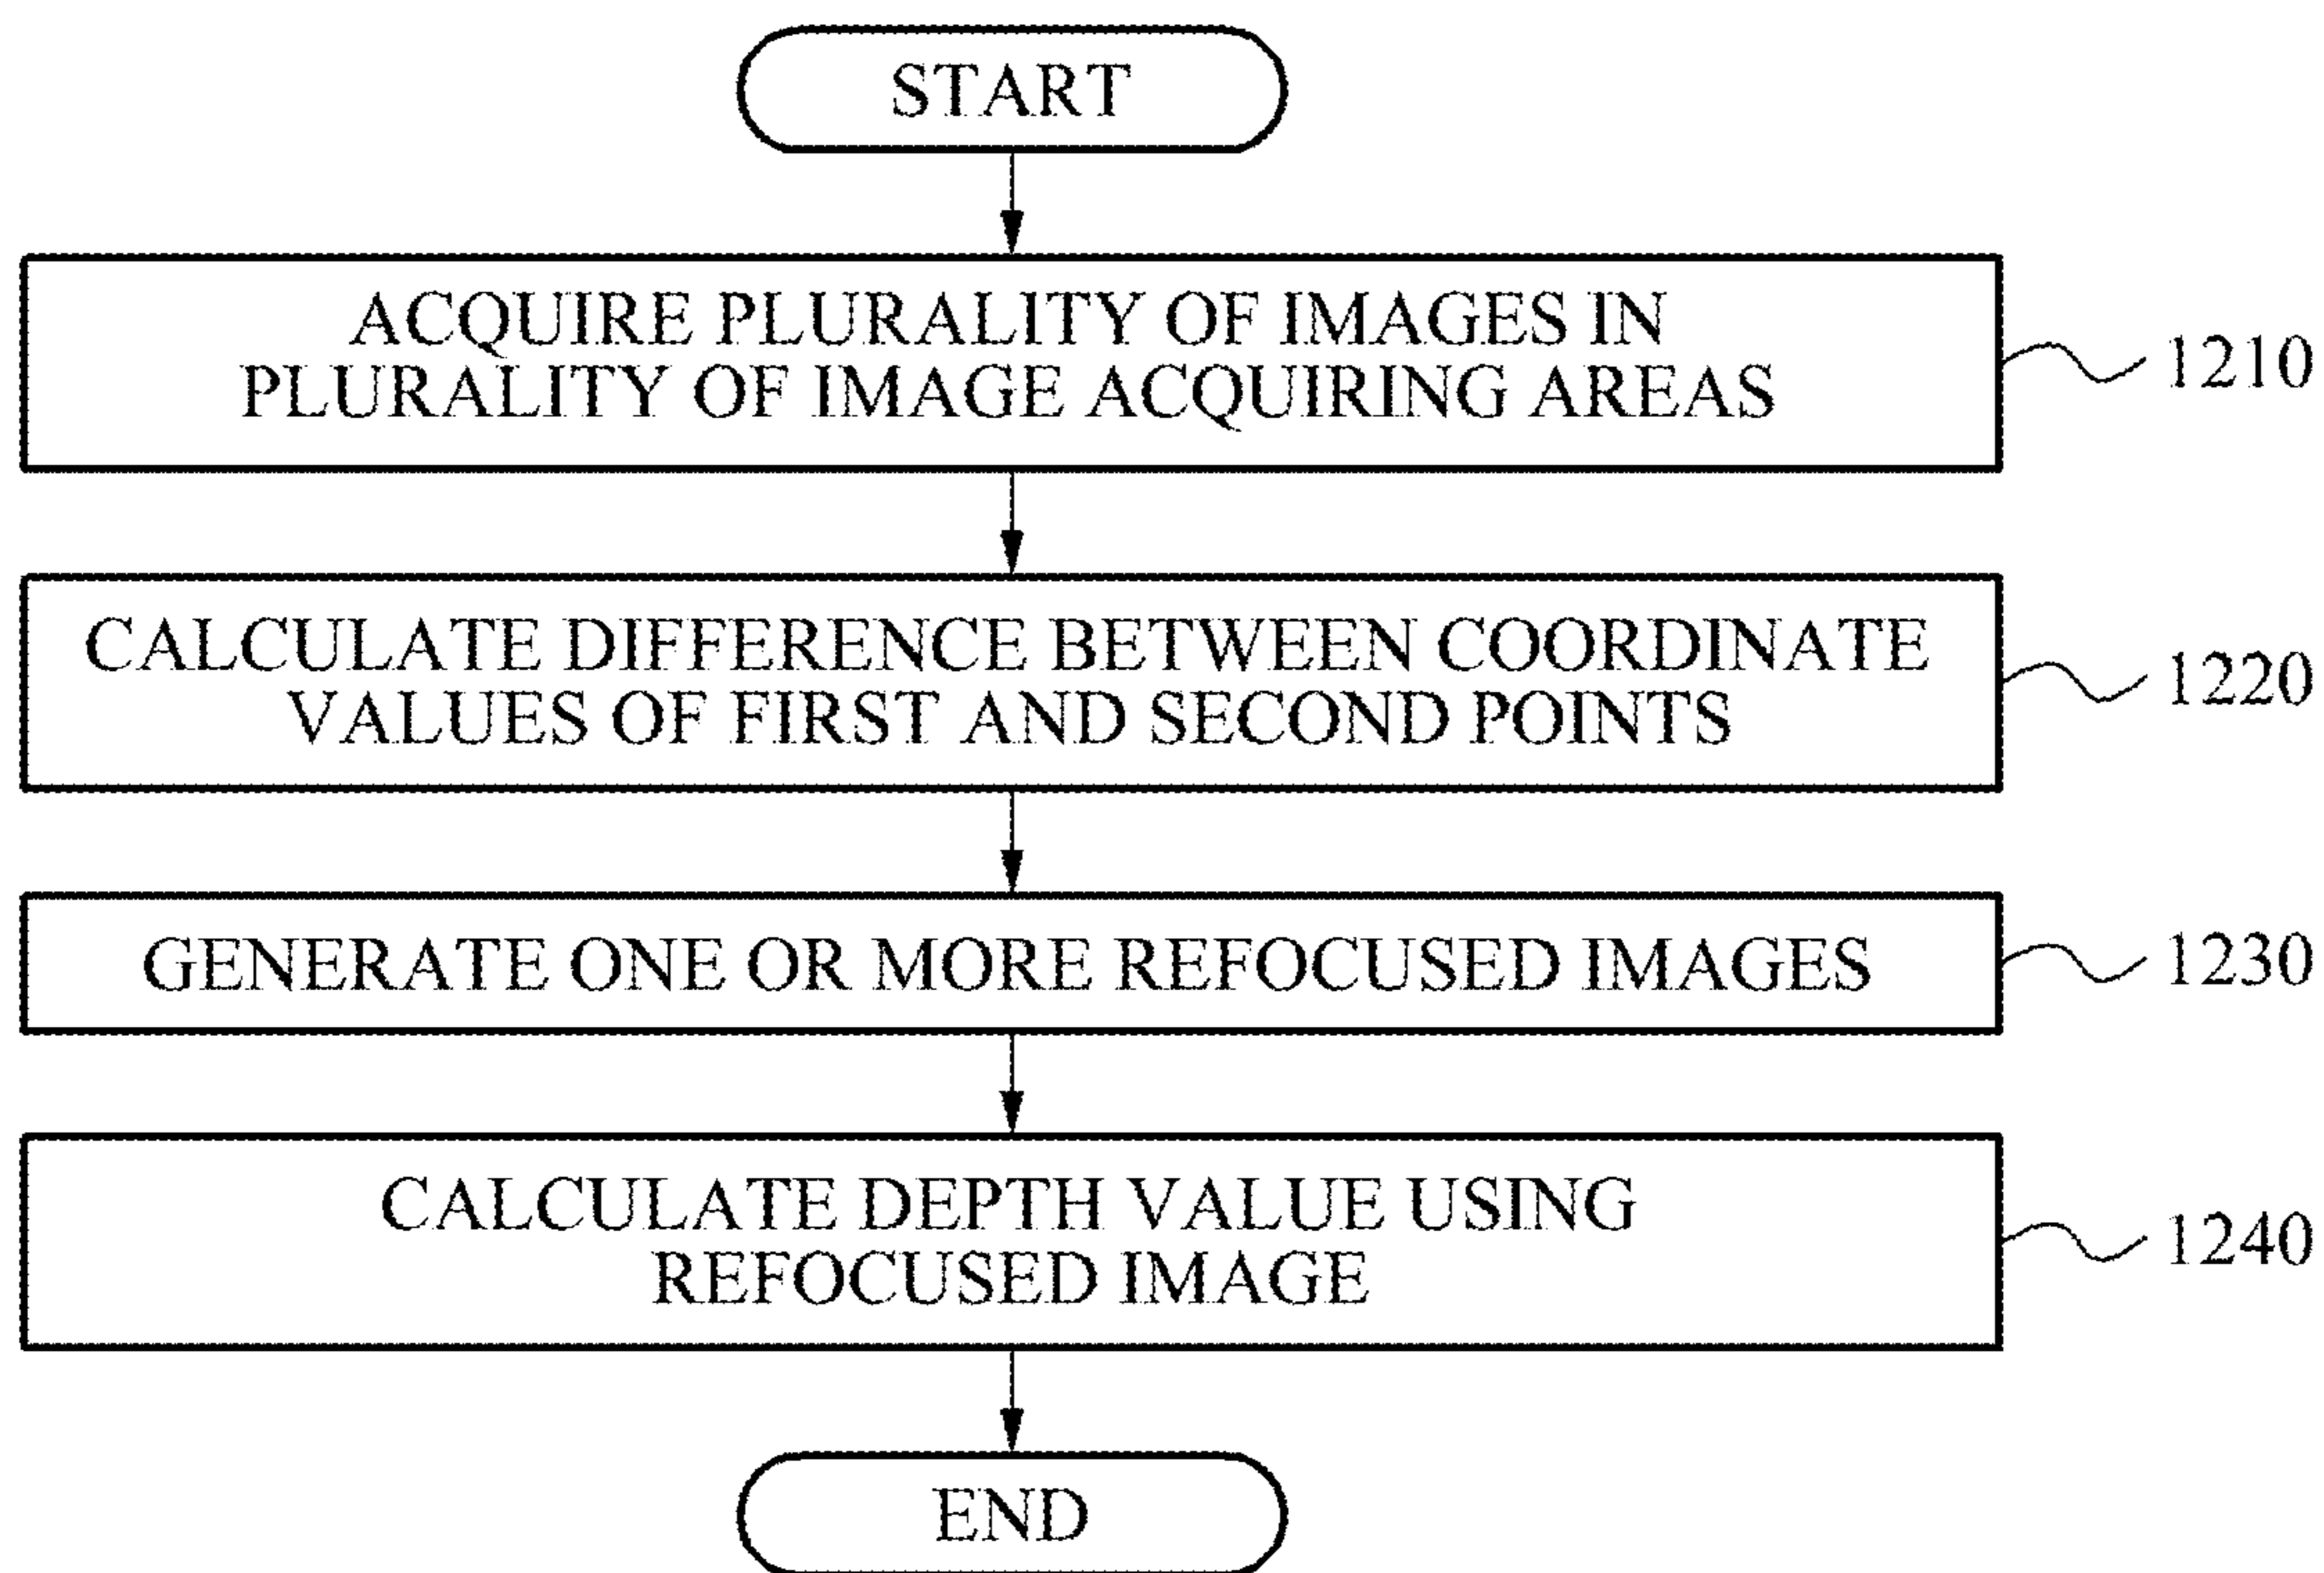 START
ACQUIRE PLURALITY OF IMAGES IN
PLURALITY OF IMAGE ACQUIRING AREAS
1210
CALCULATE DIFFERENCE BETWEEN COORDINATE
VALUES OF FIRST AND SECOND POINTS
1220
GENERATE ONE OR MORE REFOCUSED IMAGES
1230
CALCULATE DEPTH VALUE USING
REFOCUSED IMAGE
1240
END